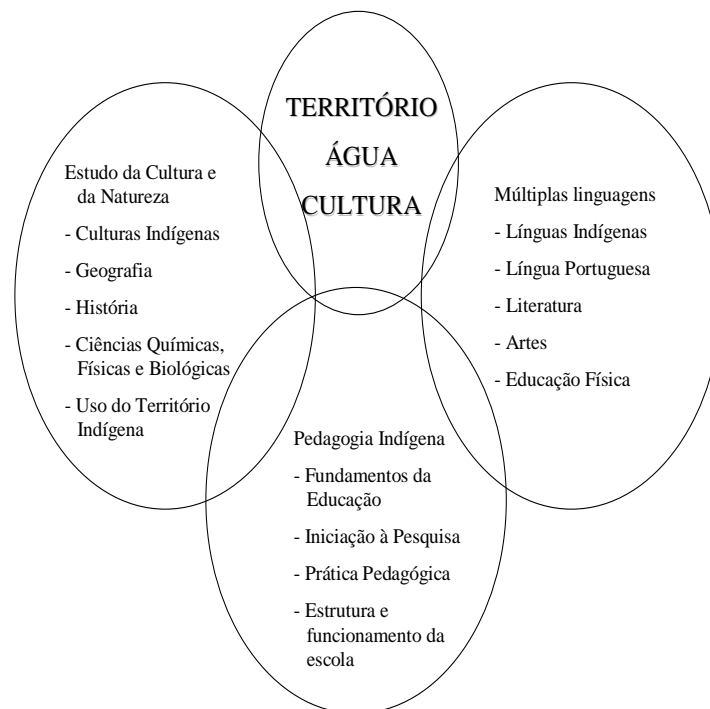 TERRITÓRIO
ÁGUA
CULTURA
Estudo da Cultura e
da Natureza
- Culturas Indígenas
- Geografia
- História
- Ciências Químicas,
Físicas e Biológicas
- Uso do Território
Indígena
Múltiplas linguagens
- Línguas Indígenas
- Língua Portuguesa
- Literatura
- Artes
- Educação Física
Pedagogia Indígena
- Fundamentos da
Educação
- Iniciação à Pesquisa
- Prática Pedagógica
- Estrutura e
funcionamento da
escola